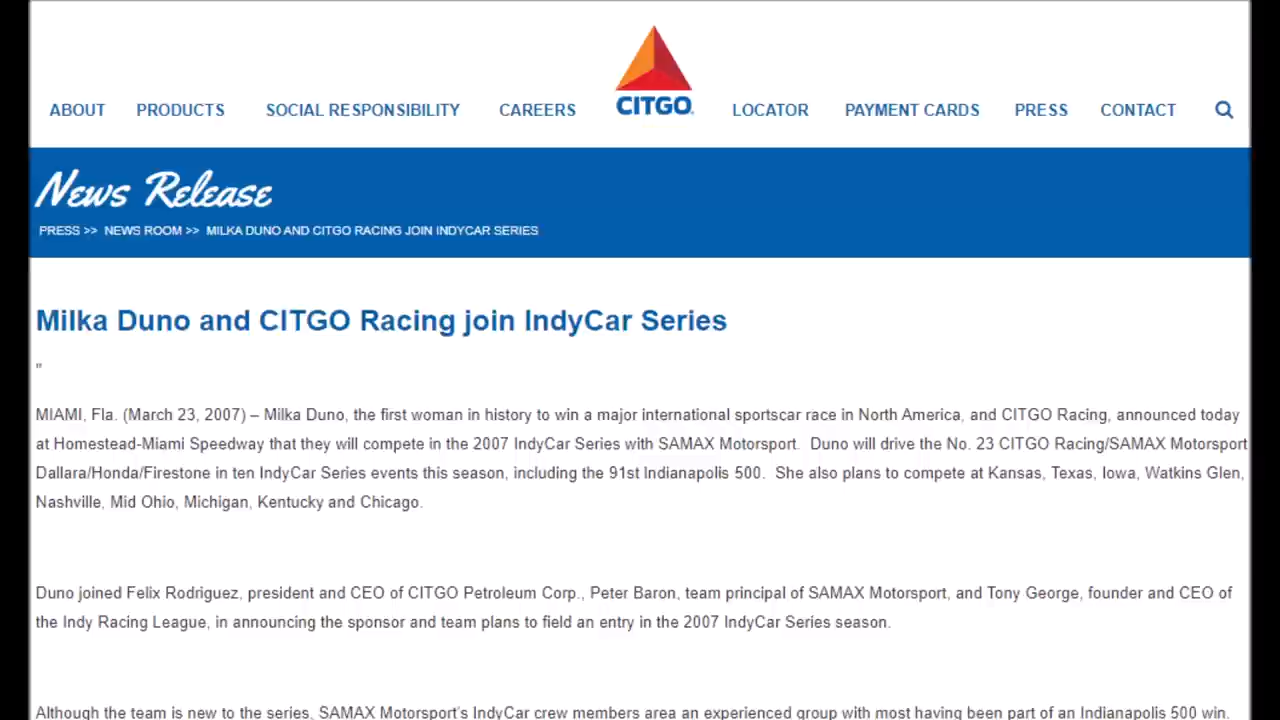 ABOUT PRODUCTS SOCIAL RESPONSIBILITY CAREERS CITGO LOCATOR PAYMENT CARDS PRESS CONTACT
News Release
PRESS >> NEWS ROOM >> MILKA DUNO AND CITGO RACING JOIN INDYCAR SERIES
Milka Duno and CITGO Racing join IndyCar Series
"
MIAMI, Fla. (March 23, 2007) – Milka Duno, the first woman in history to win a major international sportscar race in North America, and CITGO Racing, announced today
at Homestead-Miami Speedway that they will compete in the 2007 IndyCar Series with SAMAX Motorsport.  Duno will drive the No. 23 CITGO Racing/SAMAX Motorsport
Dallara/Honda/Firestone in ten IndyCar Series events this season, including the 91st Indianapolis 500.  She also plans to compete at Kansas, Texas, Iowa, Watkins Glen,
Nashville, Mid Ohio, Michigan, Kentucky and Chicago.
Duno joined Felix Rodriguez, president and CEO of CITGO Petroleum Corp., Peter Baron, team principal of SAMAX Motorsport, and Tony George, founder and CEO of
the Indy Racing League, in announcing the sponsor and team plans to field an entry in the 2007 IndyCar Series season.
Although the team is new to the series, SAMAX Motorsport's IndyCar crew members area an experienced group with most having been part of an Indianapolis 500 win.